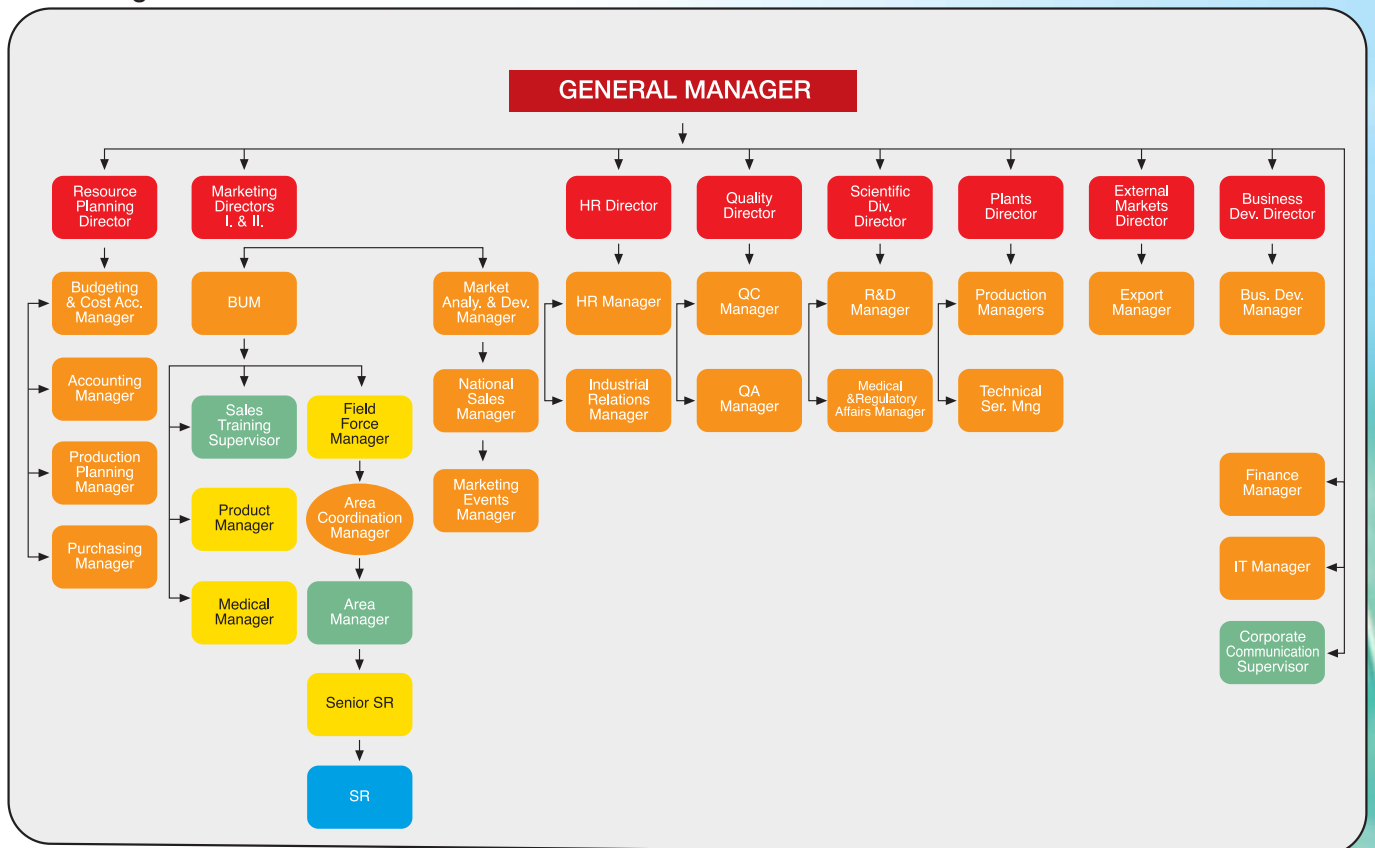 GENERAL MANAGER
Resource
Planning
Director
Marketing
Directors
I. & II.
HR Director
Quality
Director
Scientific
Div.
Director
Plants
Director
External
Markets
Director
Business
Dev. Director
Budgeting
& Cost Acc.
Manager
BUM
Market
Analy. & Dev.
Manager
HR Manager
QC
Manager
R&D
Manager
Production
Managers
Export
Manager
Bus. Dev.
Manager
Accounting
Manager
Sales
Training
Supervisor
Field
Force
Manager
National
Sales
Manager
Industrial
Relations
Manager
QA
Manager
Medical
&Regulatory
Affairs Manager
Technical
Ser. Mng
Production
Planning
Manager
Product
Manager
Area
Coordination
Manager
Marketing
Events
Manager
Finance
Manager
Purchasing
Manager
IT Manager
Medical
Manager
Area
Manager
Corporate
Communication
Supervisor
Senior SR
SR